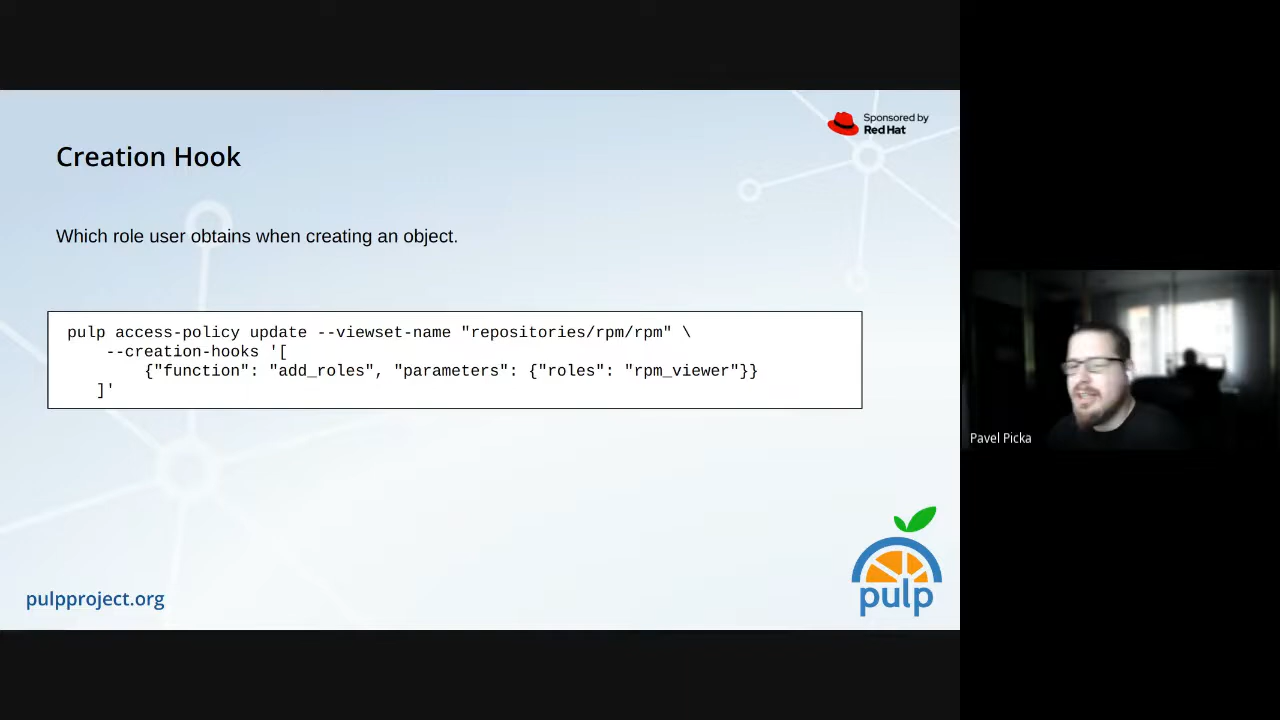 Sponsored by
Red Hat
Creation Hook
Which role user obtains when creating an object.
pulp access-policy update --viewset-name "repositories/rpm/rpm" \
--creation-hooks '[
{"function": "add_roles", "parameters": {"roles": "rpm_viewer"}}
]'
Pavel Picka
pulpproject.org
pulp